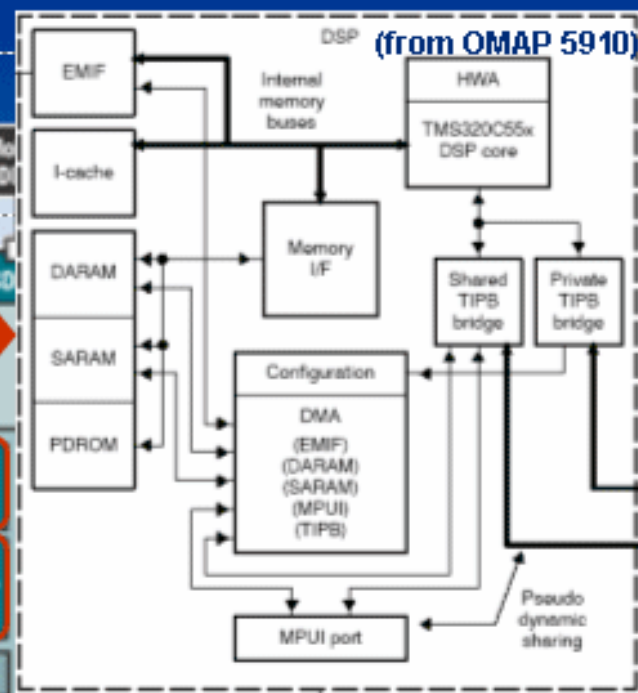 DSP
(from OMAP 5910)
EMIF
Internal
memory
buses
HWA
TMS320C55x
DSP core
I-cache
Memory
I/F
DARAM
SARAM
PDROM
Shared
TIPB
bridge
Private
TIPB
bridge
Configuration
DMA
(EMIF)
(DARAM)
(SARAM)
(MPUI)
(TIPB)
MPUI port
Pseudo
dynamic
sharing